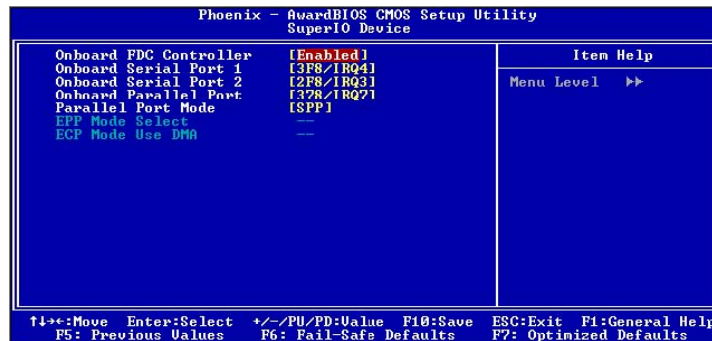 Phoenix - AwardBIOS CMOS Setup Utility
SuperIO Device
Onboard FDC Controller [Enabled]
Onboard Serial Port 1 [3F8/IRQ4]
Onboard Serial Port 2 [2F8/IRQ3]
Onboard Parallel Port [378/IRQ7]
Parallel Port Mode [SPP]
EPP Mode Select --
ECP Mode Use DMA --
Item Help
Menu Level ▶▶
↑↓→←:Move Enter:Select +/-/PU/PD:Value F10:Save ESC:Exit F1:General Help
F5: Previous Values F6: Fail-Safe Defaults F7: Optimized Defaults